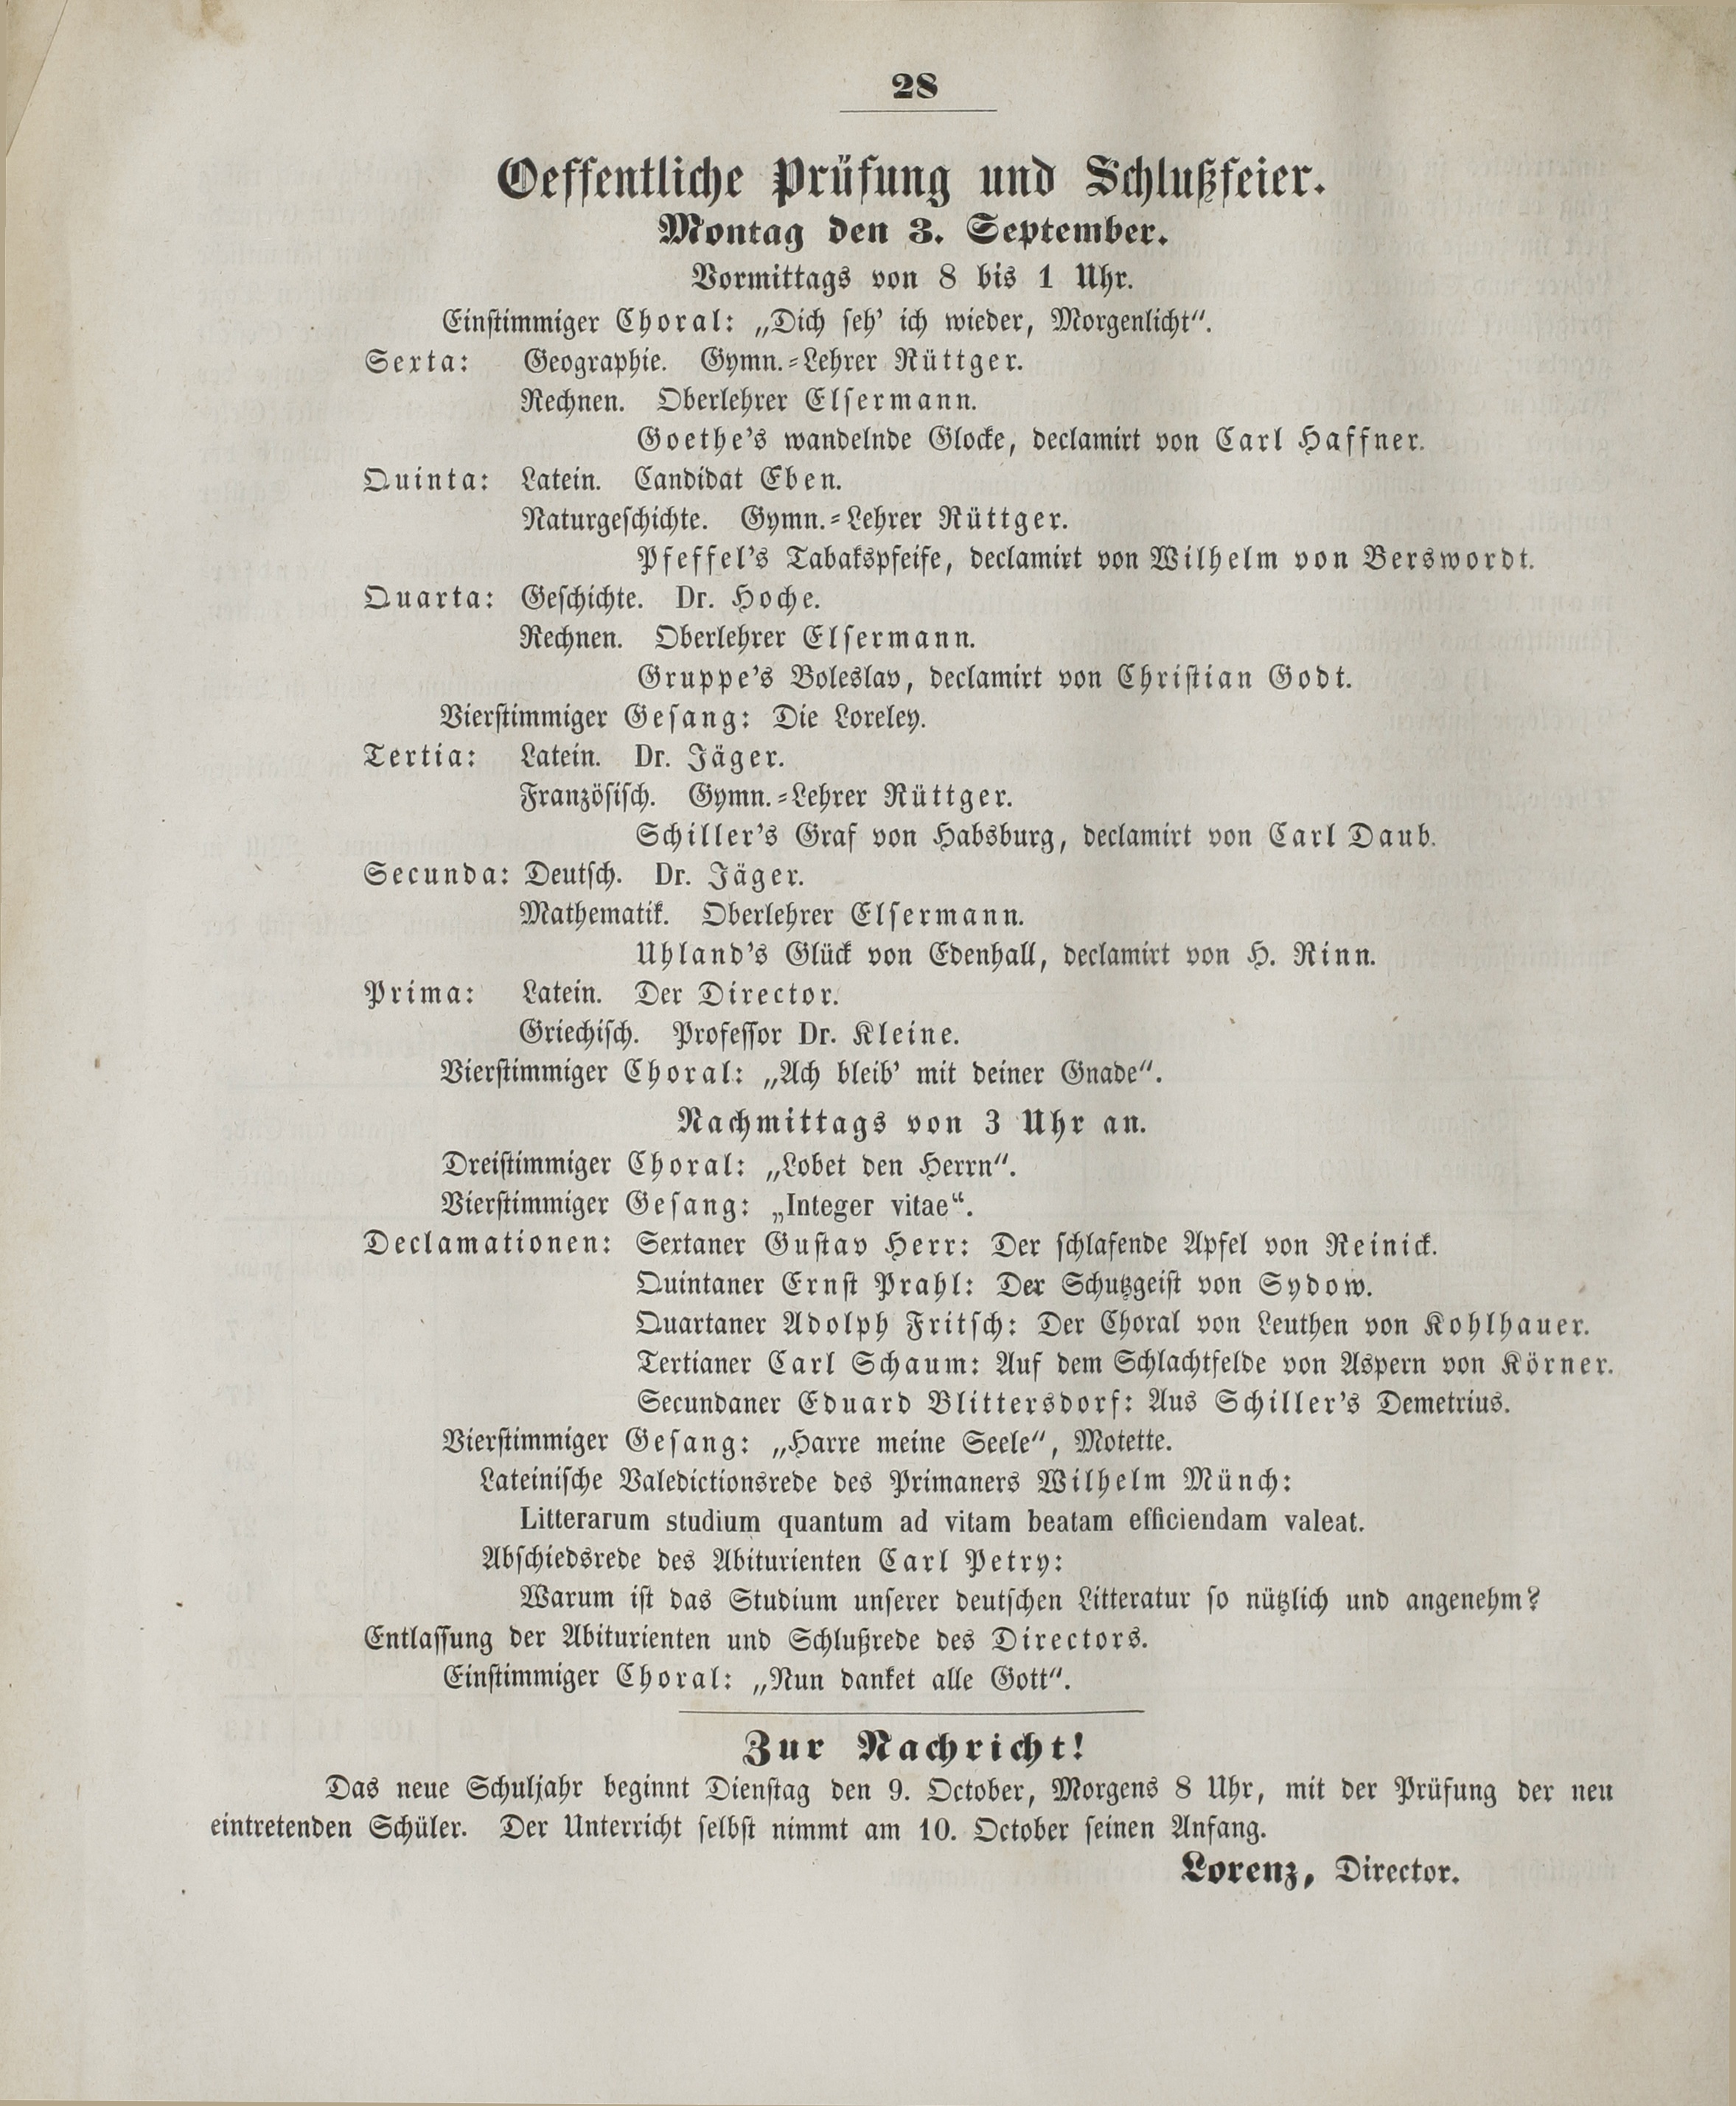 28
Oeffentliche Prüfung und Schlußfeier.
Montag den 3. September.
Vormittags von 8 bis 1 Uhr.
Einstimmiger Choral: „Dich seh' ich wieder, Morgenlicht“.
Sexta: Geographie. Gymn.-Lehrer Rüttger.
Rechnen. Oberlehrer Elsermann.
Goethe's wandelnde Glocke, declamirt von Carl Haffner.
Quinta: Latein. Candidat Eben.
Naturgeschichte. Gymn.-Lehrer Rüttger.
Pfeffel's Tabakspfeife, declamirt von Wilhelm von Berswordt.
Quarta: Geschichte. Dr. Hoche.
Rechnen. Oberlehrer Elsermann.
Gruppe's Boleslav, declamirt von Christian Godt.
Vierstimmiger Gesang: Die Loreley.
Tertia: Latein. Dr. Jäger.
Französisch. Gymn.-Lehrer Rüttger.
Schiller's Graf von Habsburg, declamirt von Carl Daub.
Secunda: Deutsch. Dr. Jäger.
Mathematik. Oberlehrer Elsermann.
Uhland's Glück von Edenhall, declamirt von H. Rinn.
Prima: Latein. Der Director.
Griechisch. Professor Dr. Kleine.
Vierstimmiger Choral: „Ach bleib' mit deiner Gnade“.
Nachmittags von 3 Uhr an.
Dreistimmiger Choral: „Lobet den Herrn“.
Vierstimmiger Gesang: „Integer vitae“.
Declamationen: Sextaner Gustav Herr: Der schlafende Apfel von Reinick.
Quintaner Ernst Prahl: Der Schutzgeist von Sydow.
Quartaner Adolph Fritsch: Der Choral von Leuthen von Kohlhauer.
Tertianer Carl Schaum: Auf dem Schlachtfelde von Aspern von Körner.
Secundaner Eduard Blittersdorf: Aus Schiller's Demetrius.
Vierstimmiger Gesang: „Harre meine Seele“, Motette.
Lateinische Valedictionsrede des Primaners Wilhelm Münch:
Litterarum studium quantum ad vitam beatam efficiendam valeat.
Abschiedsrede des Abiturienten Carl Petry:
Warum ist das Studium unserer deutschen Litteratur so nützlich und angenehm?
Entlassung der Abiturienten und Schlußrede des Directors.
Einstimmiger Choral: „Nun danket alle Gott“.
Zur Nachricht!
Das neue Schuljahr beginnt Dienstag den 9. October, Morgens 8 Uhr, mit der Prüfung der neu
eintretenden Schüler. Der Unterricht selbst nimmt am 10. October seinen Anfang.
Lorenz, Director.